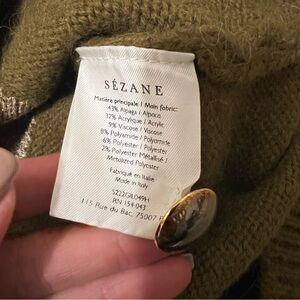 SÉZANE
Matière principale / Main fabric:
43% Alpaga / Alpaca
32% Acrylique / Acrylic
9% Viscose / Viscose
8% Polyamide / Polyamide
6% Polyester / Polyester
2% Polyester Métallisé /
Metalized Polyester
Fabriqué en Italie
Made in Italy
RN 154 043
115 Rue du Bac, 75007